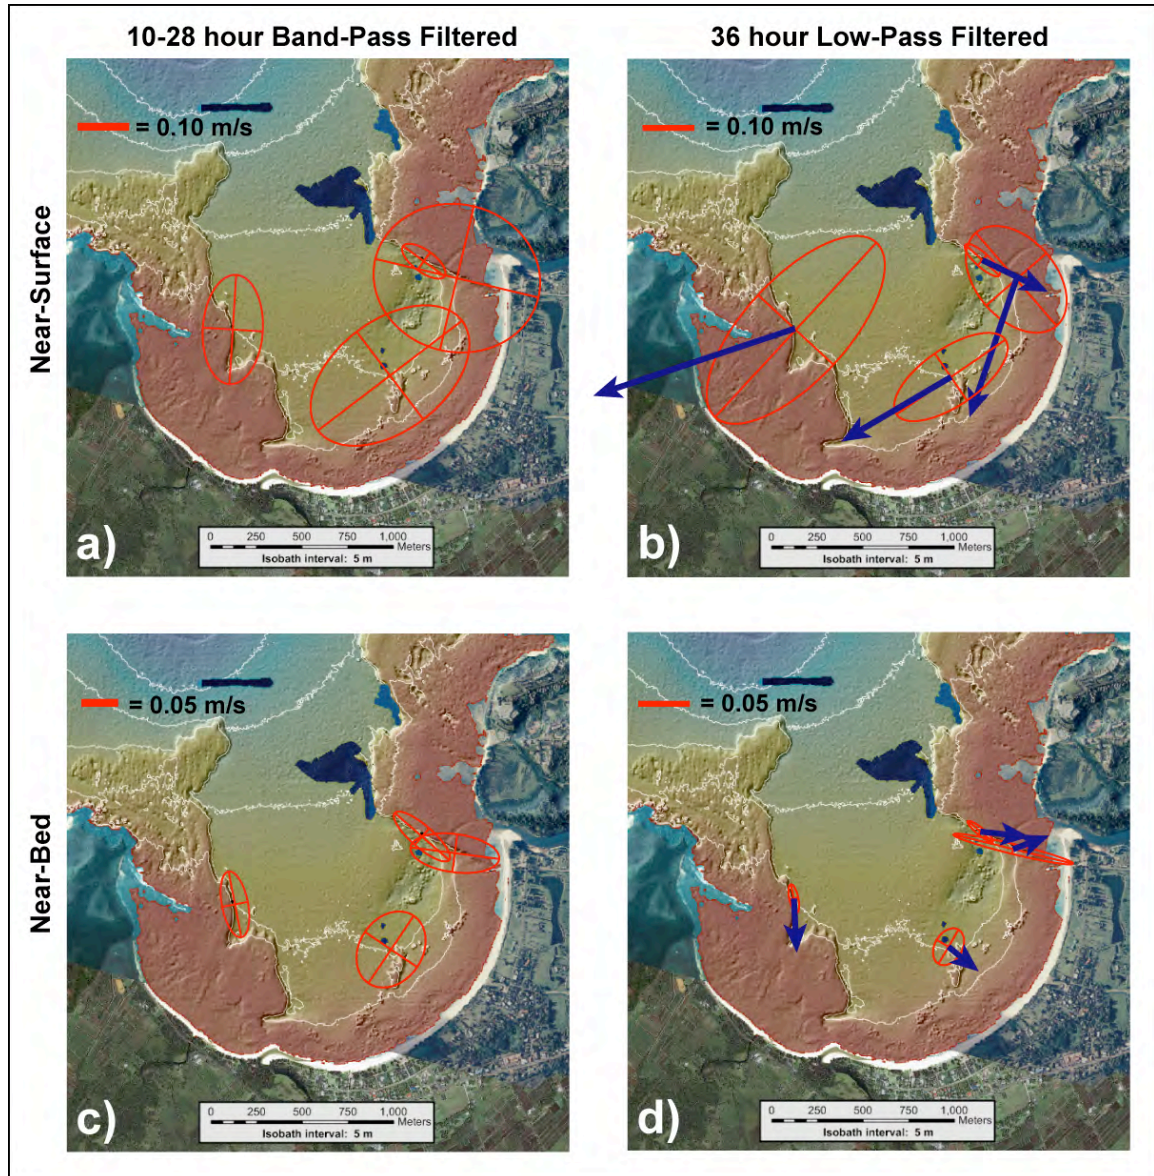 10-28 hour Band-Pass Filtered
36 hour Low-Pass Filtered
Near-Surface
= 0.10 m/s
a)
0 250 500 750 1,000
Meters
Isobath interval: 5 m
= 0.10 m/s
b)
0 250 500 750 1,000
Meters
Isobath interval: 5 m
Near-Bed
= 0.05 m/s
c)
0 250 500 750 1,000
Meters
Isobath interval: 5 m
= 0.05 m/s
d)
0 250 500 750 1,000
Meters
Isobath interval: 5 m